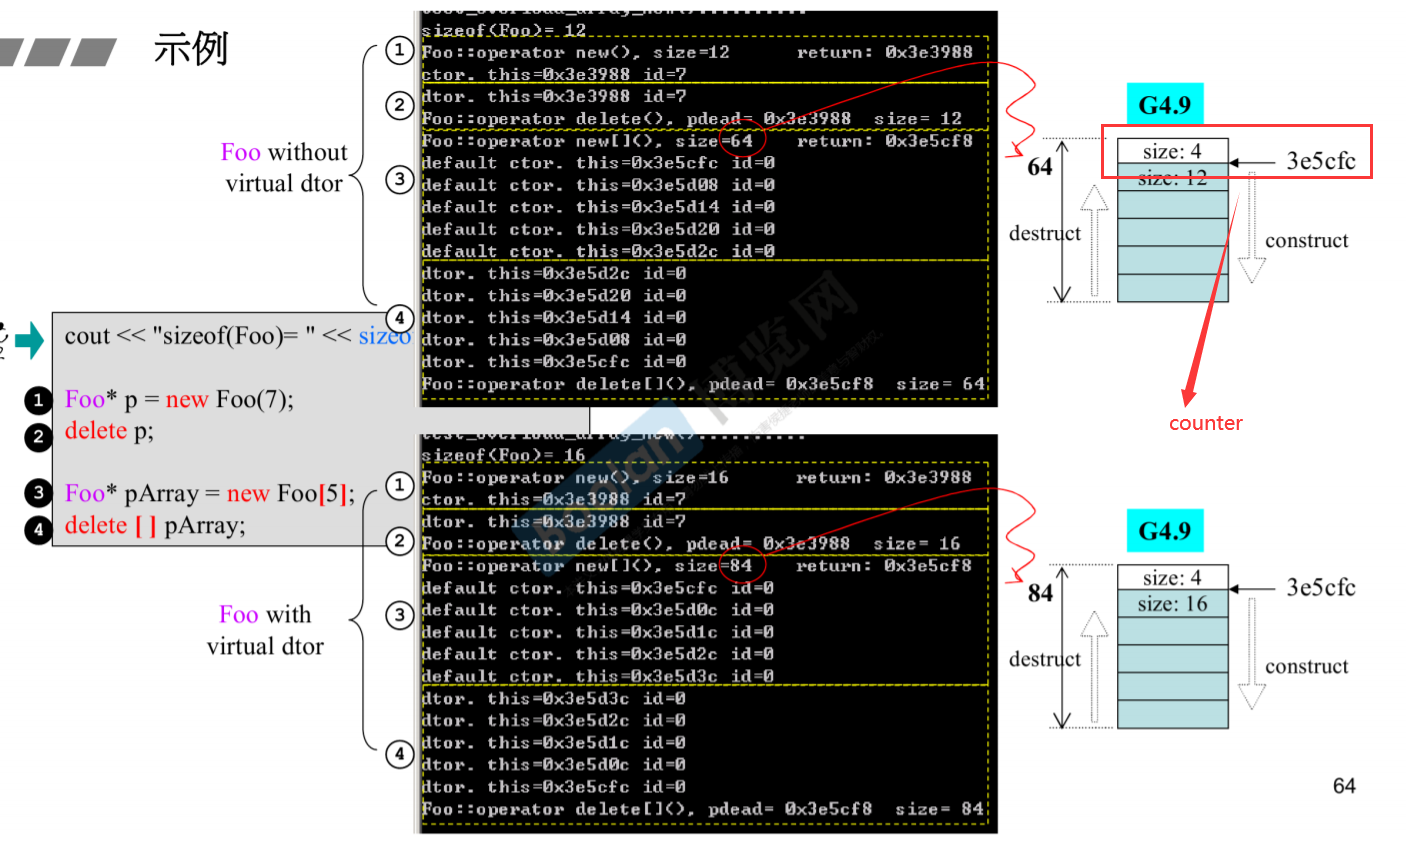 示例
sizeof(Foo)= 12
① Foo::operator new(), size=12 return: 0x3e3988
ctor. this=0x3e3988 id=7
② dtor. this=0x3e3988 id=7
Foo::operator delete(), pdead= 0x3e3988 size= 12
③ Foo::operator new[](), size=64 return: 0x3e5cf8
default ctor. this=0x3e5cfc id=0
default ctor. this=0x3e5d08 id=0
default ctor. this=0x3e5d14 id=0
default ctor. this=0x3e5d20 id=0
default ctor. this=0x3e5d2c id=0
④ dtor. this=0x3e5d2c id=0
dtor. this=0x3e5d20 id=0
dtor. this=0x3e5d14 id=0
dtor. this=0x3e5d08 id=0
dtor. this=0x3e5cfc id=0
Foo::operator delete[](), pdead= 0x3e5cf8 size= 64
Foo without
virtual dtor
G4.9
64
size: 4
3e5cfc
size: 12
destruct
construct
counter
cout << "sizeof(Foo)= " << sizeo
❶ Foo* p = new Foo(7);
❷ delete p;
❸ Foo* pArray = new Foo[5];
❹ delete [ ] pArray;
博览网
boolan
sizeof(Foo)= 16
① Foo::operator new(), size=16 return: 0x3e3988
ctor. this=0x3e3988 id=7
② dtor. this=0x3e3988 id=7
Foo::operator delete(), pdead= 0x3e3988 size= 16
③ Foo::operator new[](), size=84 return: 0x3e5cf8
default ctor. this=0x3e5cfc id=0
default ctor. this=0x3e5d0c id=0
default ctor. this=0x3e5d1c id=0
default ctor. this=0x3e5d2c id=0
default ctor. this=0x3e5d3c id=0
④ dtor. this=0x3e5d3c id=0
dtor. this=0x3e5d2c id=0
dtor. this=0x3e5d1c id=0
dtor. this=0x3e5d0c id=0
dtor. this=0x3e5cfc id=0
Foo::operator delete[](), pdead= 0x3e5cf8 size= 84
Foo with
virtual dtor
G4.9
84
size: 4
3e5cfc
size: 16
destruct
construct
64